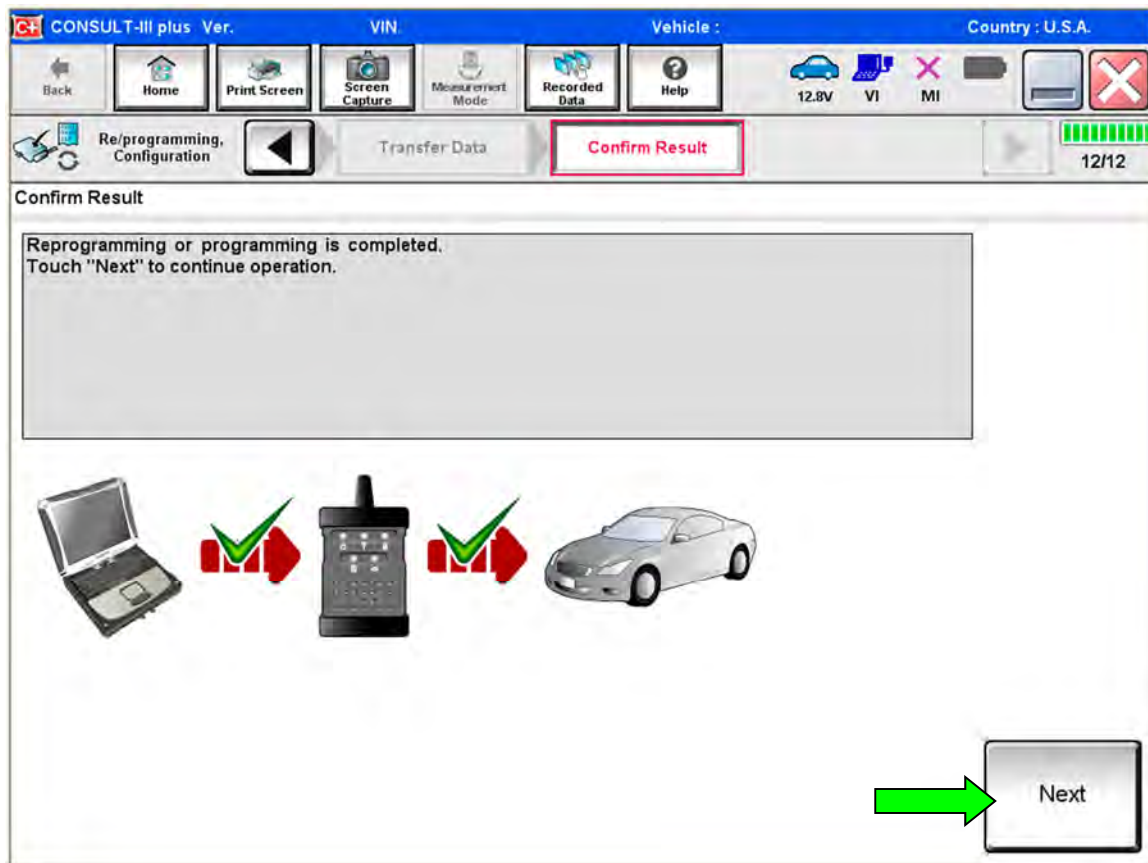 C+ CONSULT-III plus Ver. VIN Vehicle : Country : U.S.A.
Back
Home
Print Screen
Screen
Capture
Measurement
Mode
Recorded
Data
Help
12.8V
VI
MI
Re/programming,
Configuration
Transfer Data
Confirm Result
12/12
Confirm Result
Reprogramming or programming is completed.
Touch "Next" to continue operation.
Next